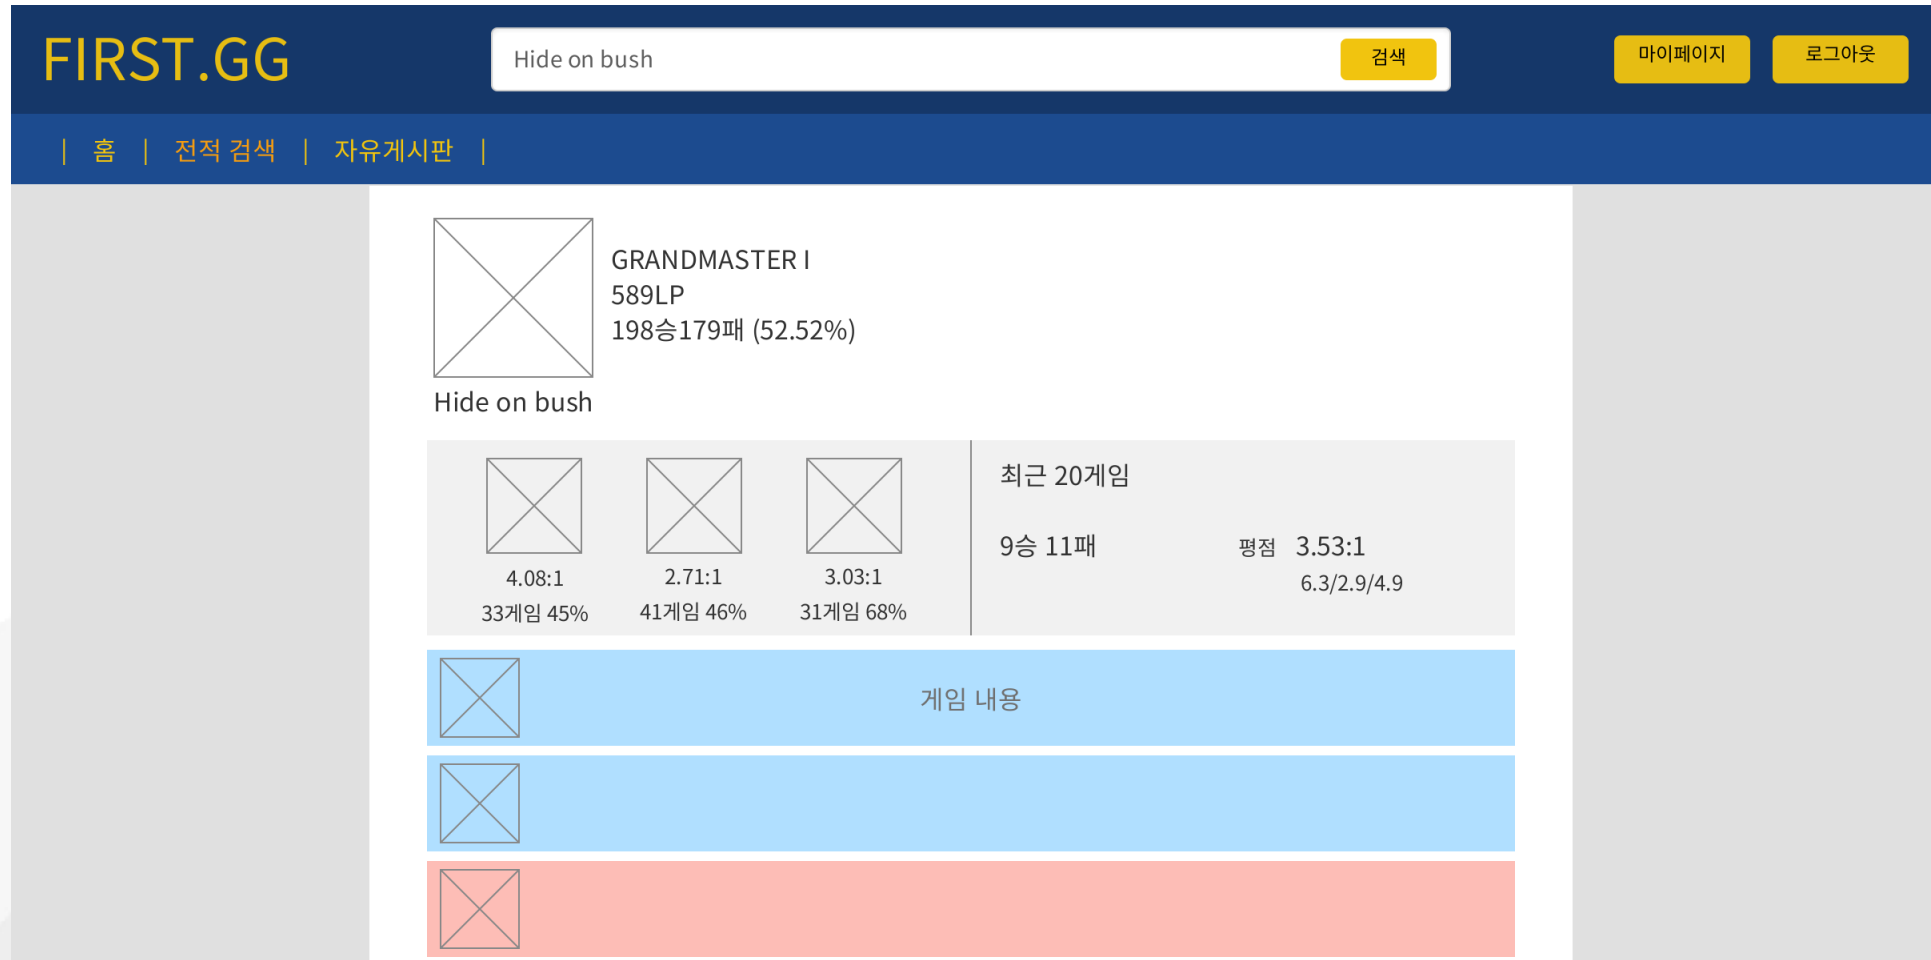 FIRST.GG
Hide on bush
검색
마이페이지
로그아웃
| 홈 | 전적 검색 | 자유게시판 |
GRANDMASTER I
589LP
198승179패 (52.52%)
Hide on bush
4.08:1
33게임 45%
2.71:1
41게임 46%
3.03:1
31게임 68%
최근 20게임
9승 11패
평점 3.53:1
6.3/2.9/4.9
게임 내용